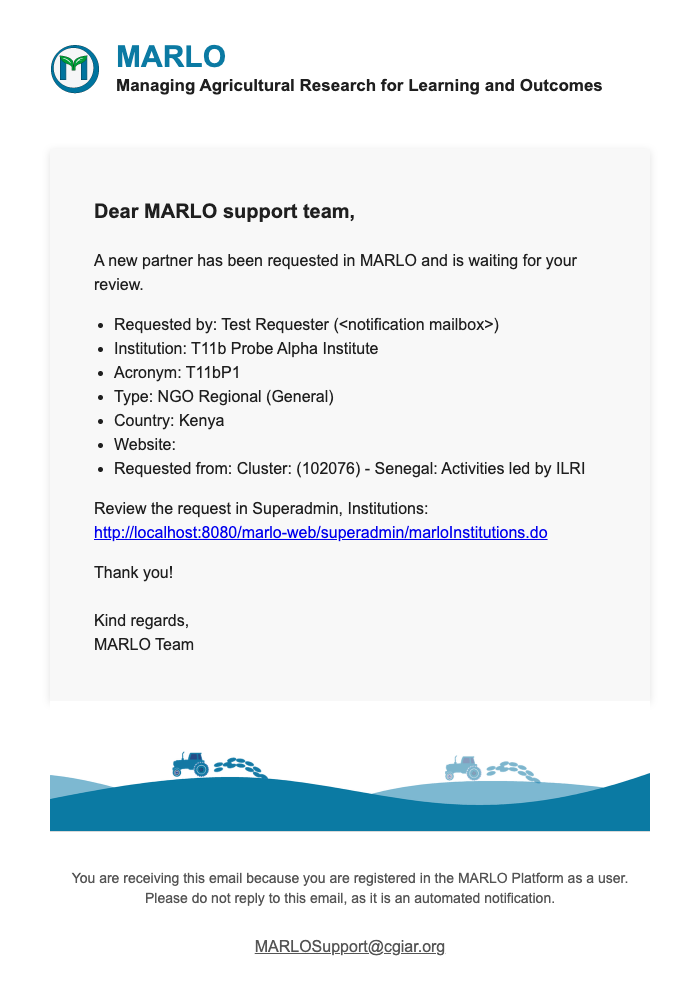 MARLO
Managing Agricultural Research for Learning and Outcomes
Dear MARLO support team,
A new partner has been requested in MARLO and is waiting for your
review.
• Requested by: Test Requester (<notification mailbox>)
• Institution: T11b Probe Alpha Institute
• Acronym: T11bP1
• Type: NGO Regional (General)
• Country: Kenya
• Website:
• Requested from: Cluster: (102076) - Senegal: Activities led by ILRI
Review the request in Superadmin, Institutions:
http://localhost:8080/marlo-web/superadmin/marloInstitutions.do
Thank you!
Kind regards,
MARLO Team
You are receiving this email because you are registered in the MARLO Platform as a user.
Please do not reply to this email, as it is an automated notification.
MARLOSupport@cgiar.org